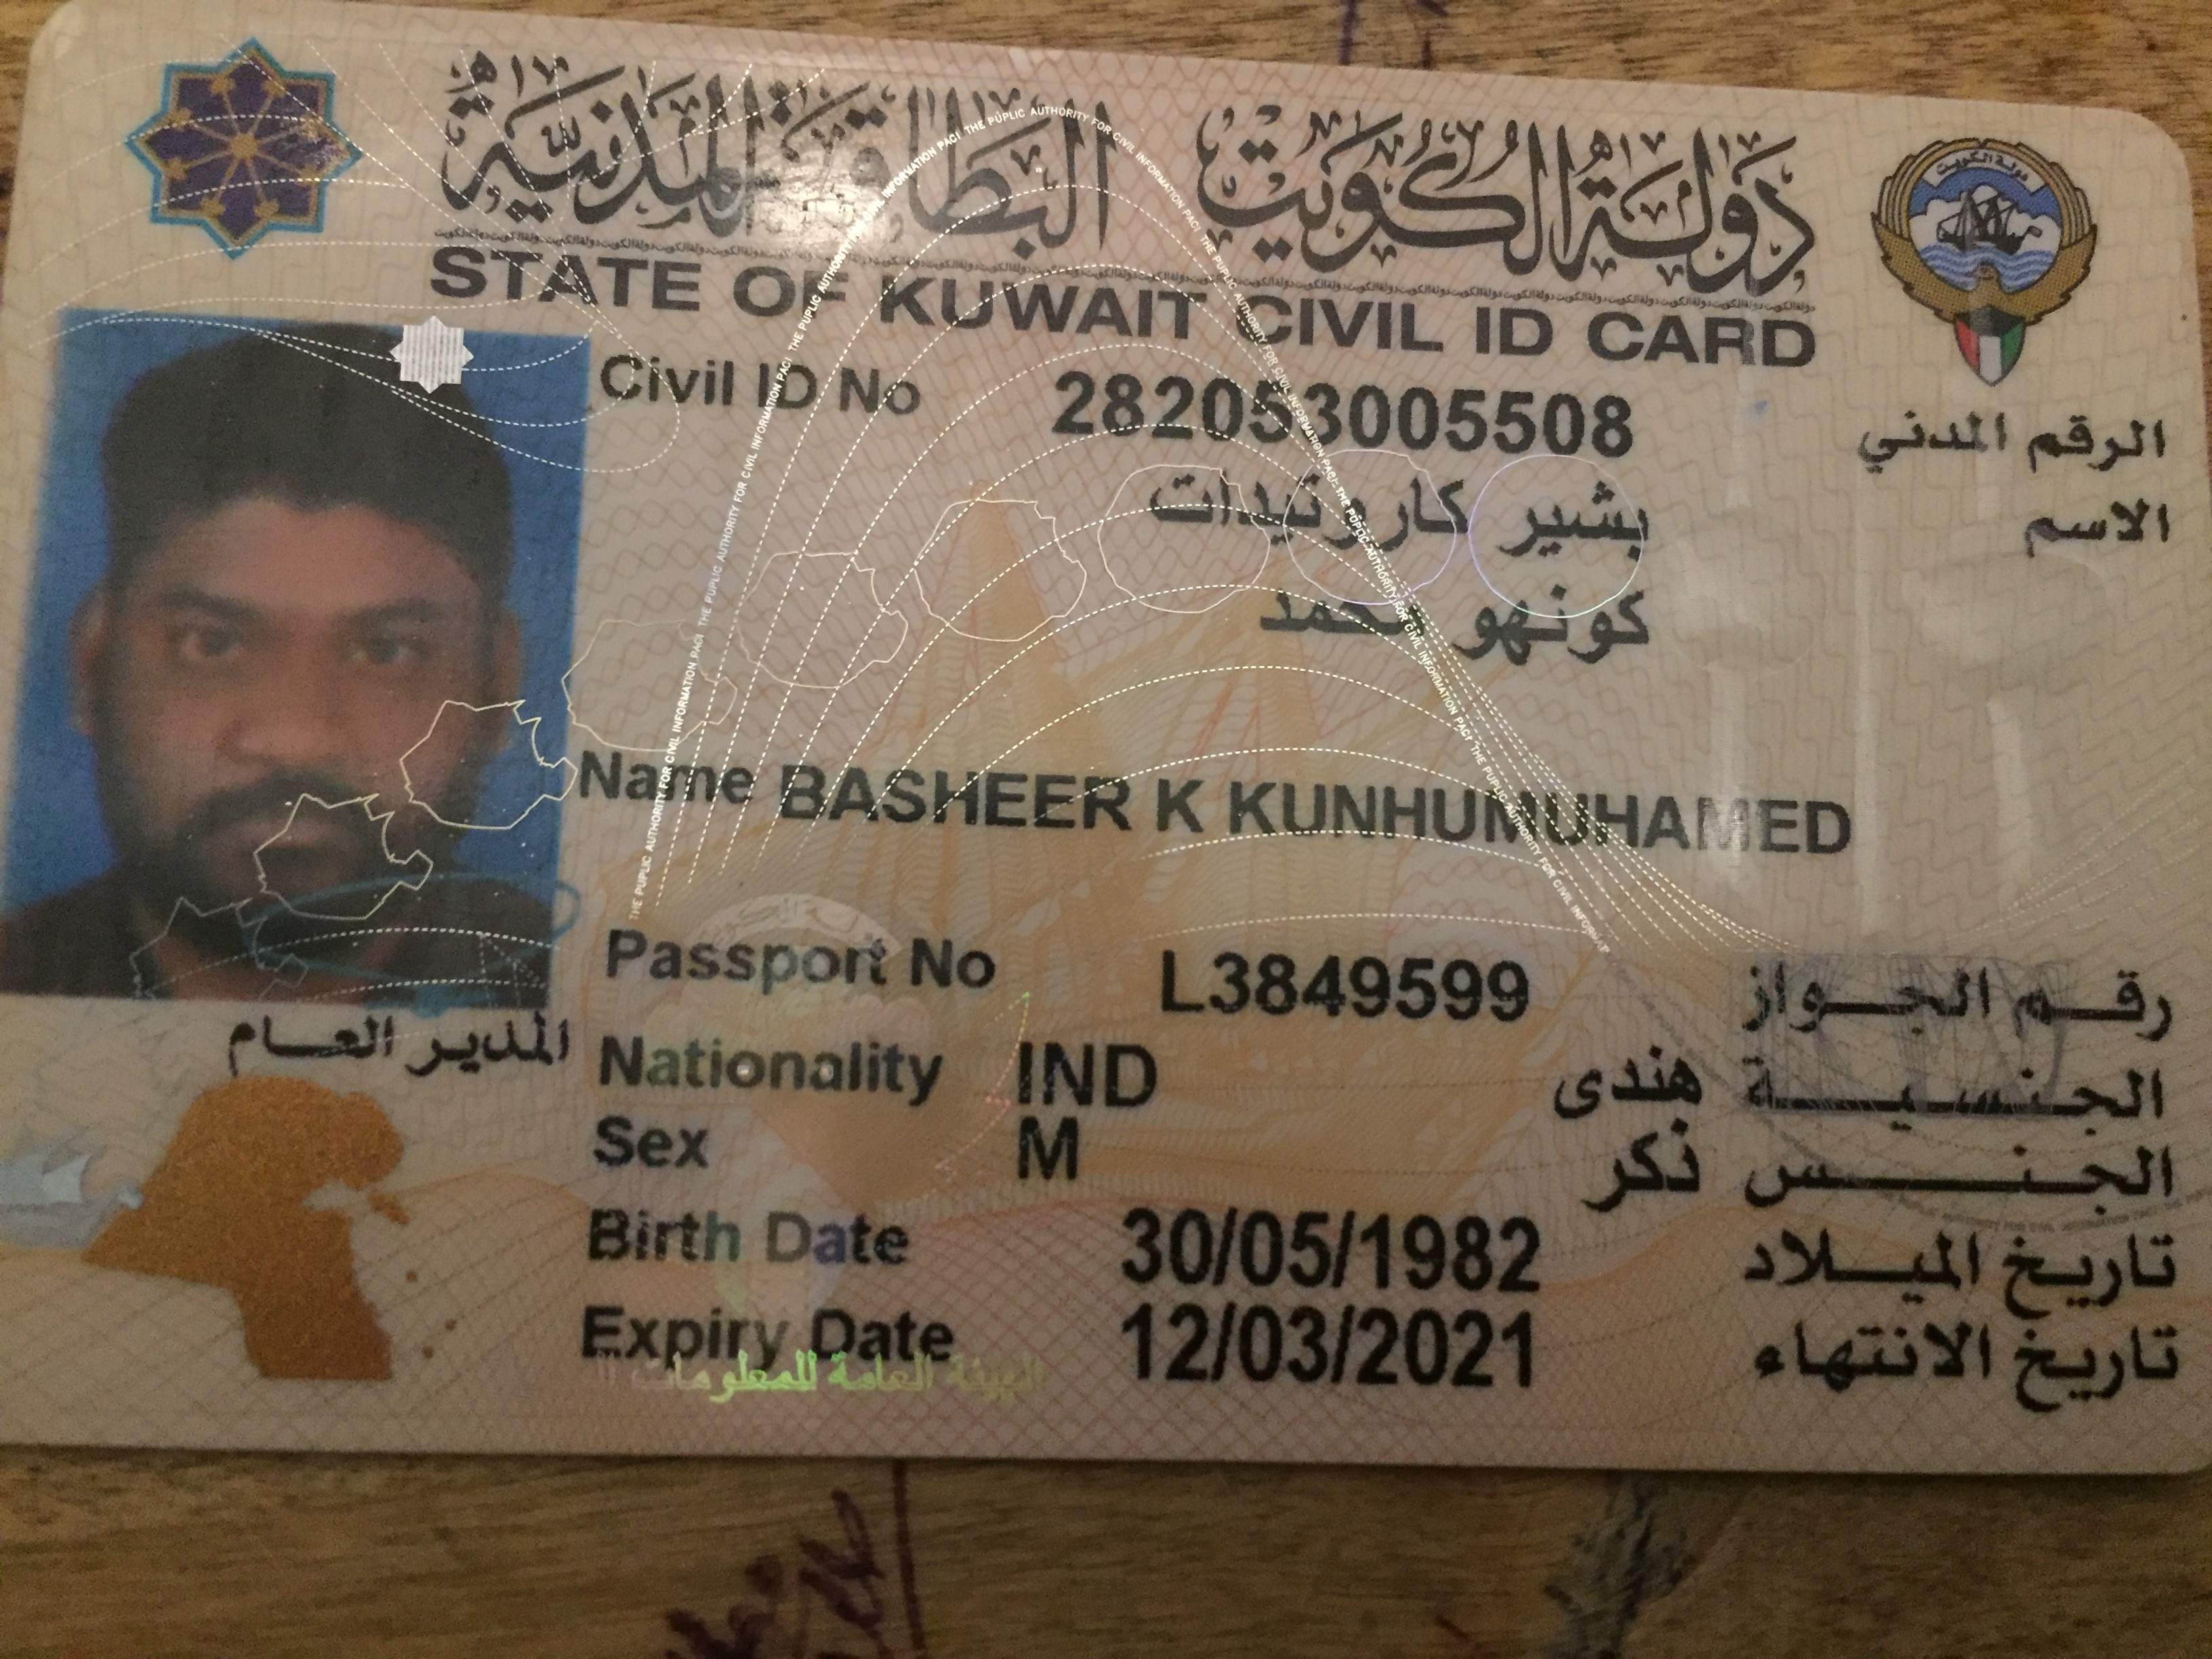 دولة الكويت البطاقة المدنية
STATE OF KUWAIT CIVIL ID CARD
Civil ID No 282053005508 الرقم المدني
الاسم بشير كارونيدات
كونهو محمد
Name BASHEER K KUNHUMUHAMED
Passport No L3849599 رقم الجواز
المدير العام
Nationality IND هندى الجنسية
Sex M ذكر الجنس
Birth Date 30/05/1982 تاريخ الميلاد
Expiry Date 12/03/2021 تاريخ الانتهاء
الهيئة العامة للمعلومات
THE PUPLIC AUTHORITY FOR CIVIL INFORMATION PACI
دولة الكويت